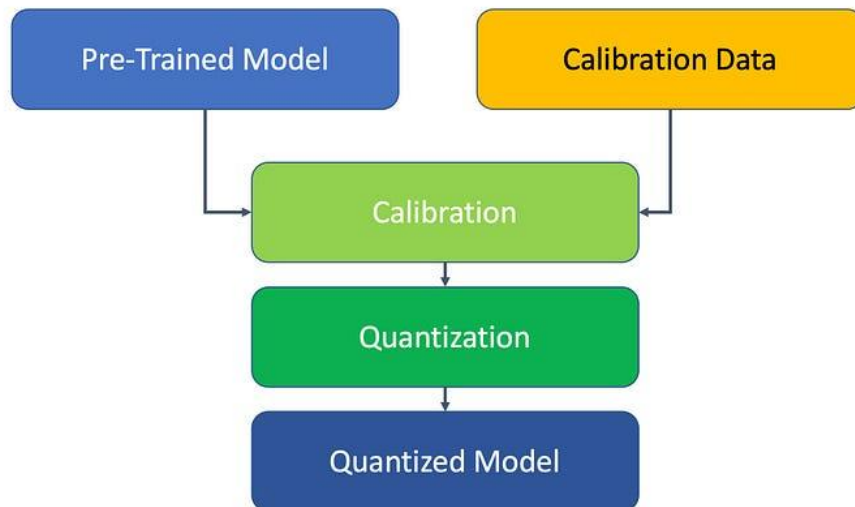 Pre-Trained Model
Calibration Data
Calibration
Quantization
Quantized Model